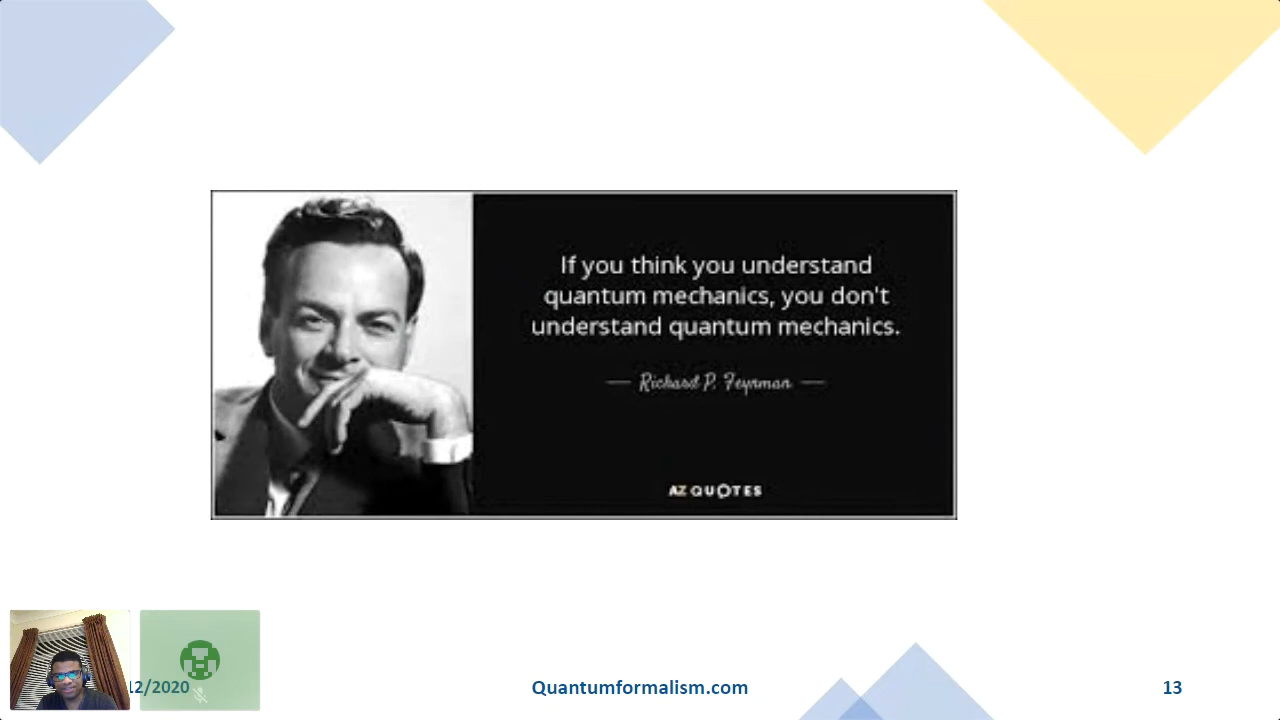 If you think you understand
quantum mechanics, you don't
understand quantum mechanics.
— Richard P. Feynman —
AZ QUOTES
12/2020
Quantumformalism.com
13